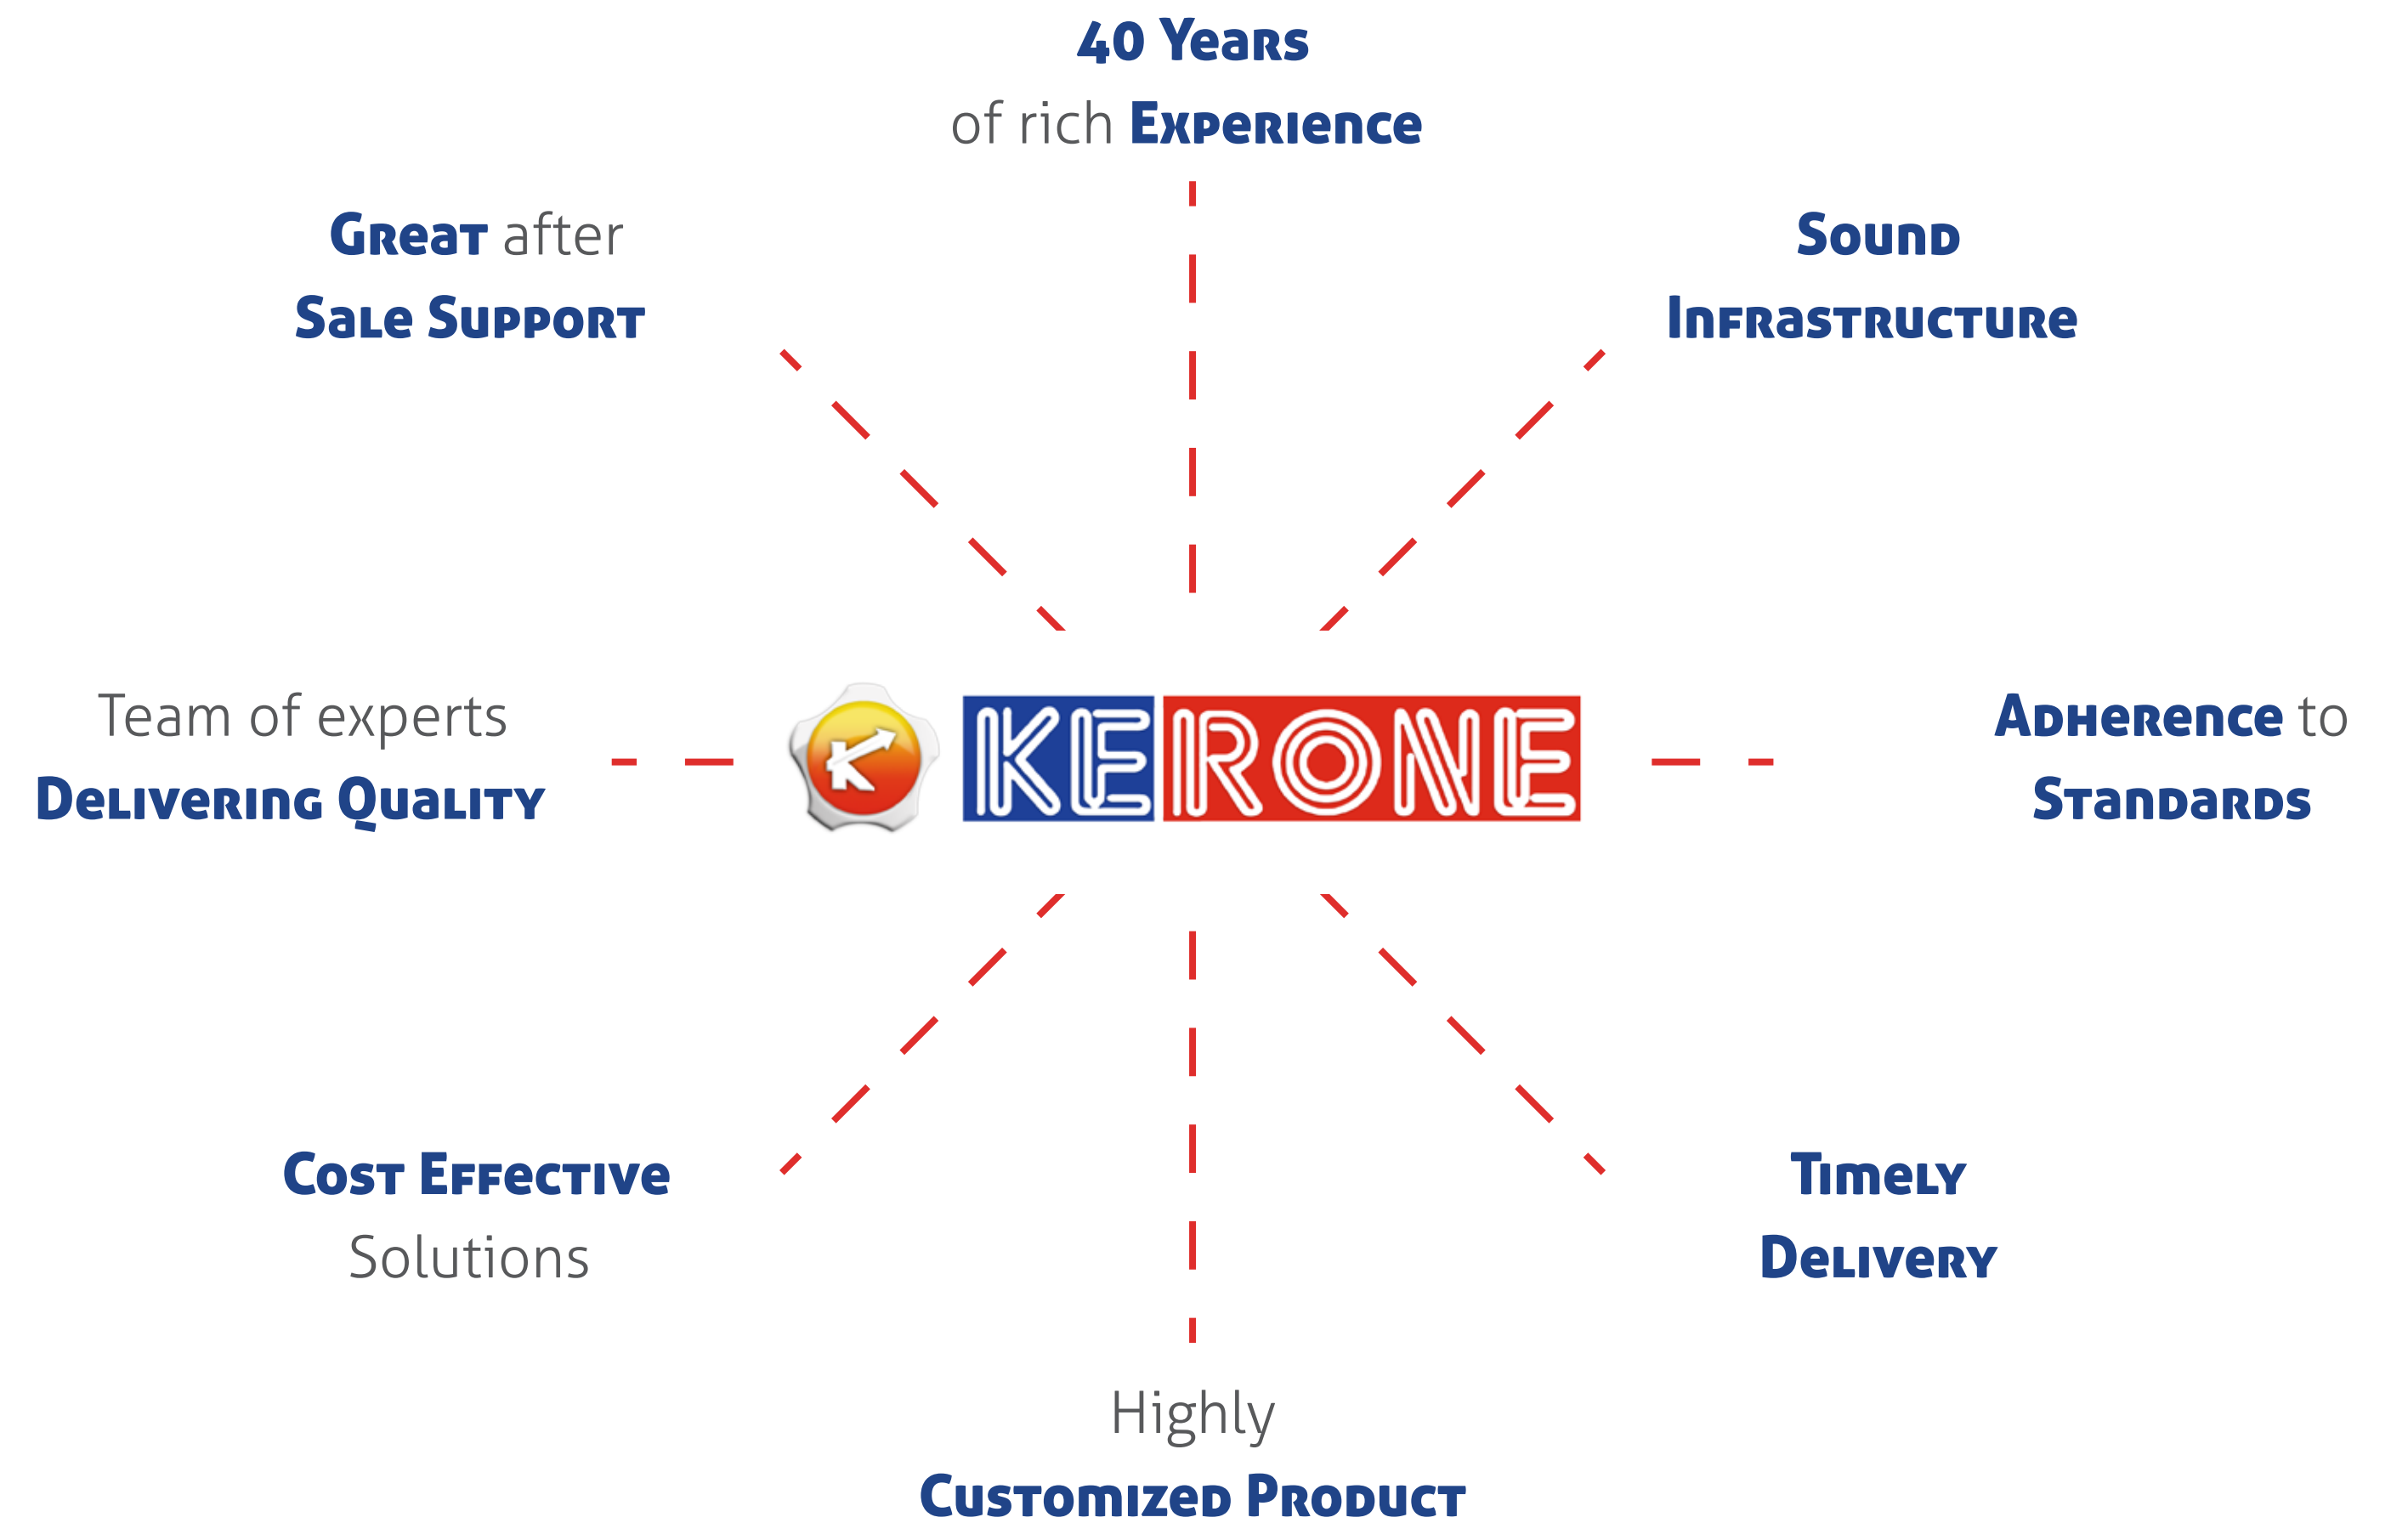 40 Years
of rich Experience
Great after
Sale Support
Sound
Infrastructure
Team of experts
Delivering Quality
K
KERONE
Adherence to
Standards
Cost Effective
Solutions
Timely
Delivery
Highly
Customized Product